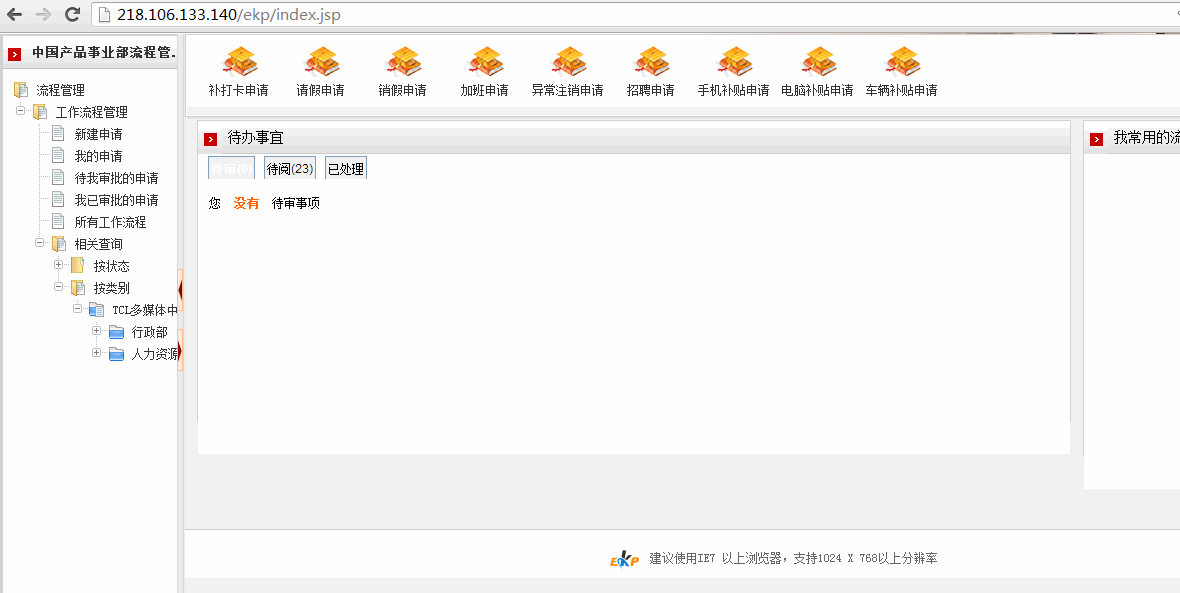 218.106.133.140/ekp/index.jsp
中国产品事业部流程管.
补打卡申请 请假申请 销假申请 加班申请 异常注销申请 招聘申请 手机补贴申请 电脑补贴申请 车辆补贴申请
流程管理
工作流程管理
新建申请
我的申请
待我审批的申请
我已审批的申请
所有工作流程
相关查询
按状态
按类别
TCL多媒体中
行政部
人力资源
待办事宜
待审(0) 待阅(23) 已处理
您 没有 待审事项
我常用的流
EKP 建议使用IE7 以上浏览器，支持1024 X 768以上分辨率